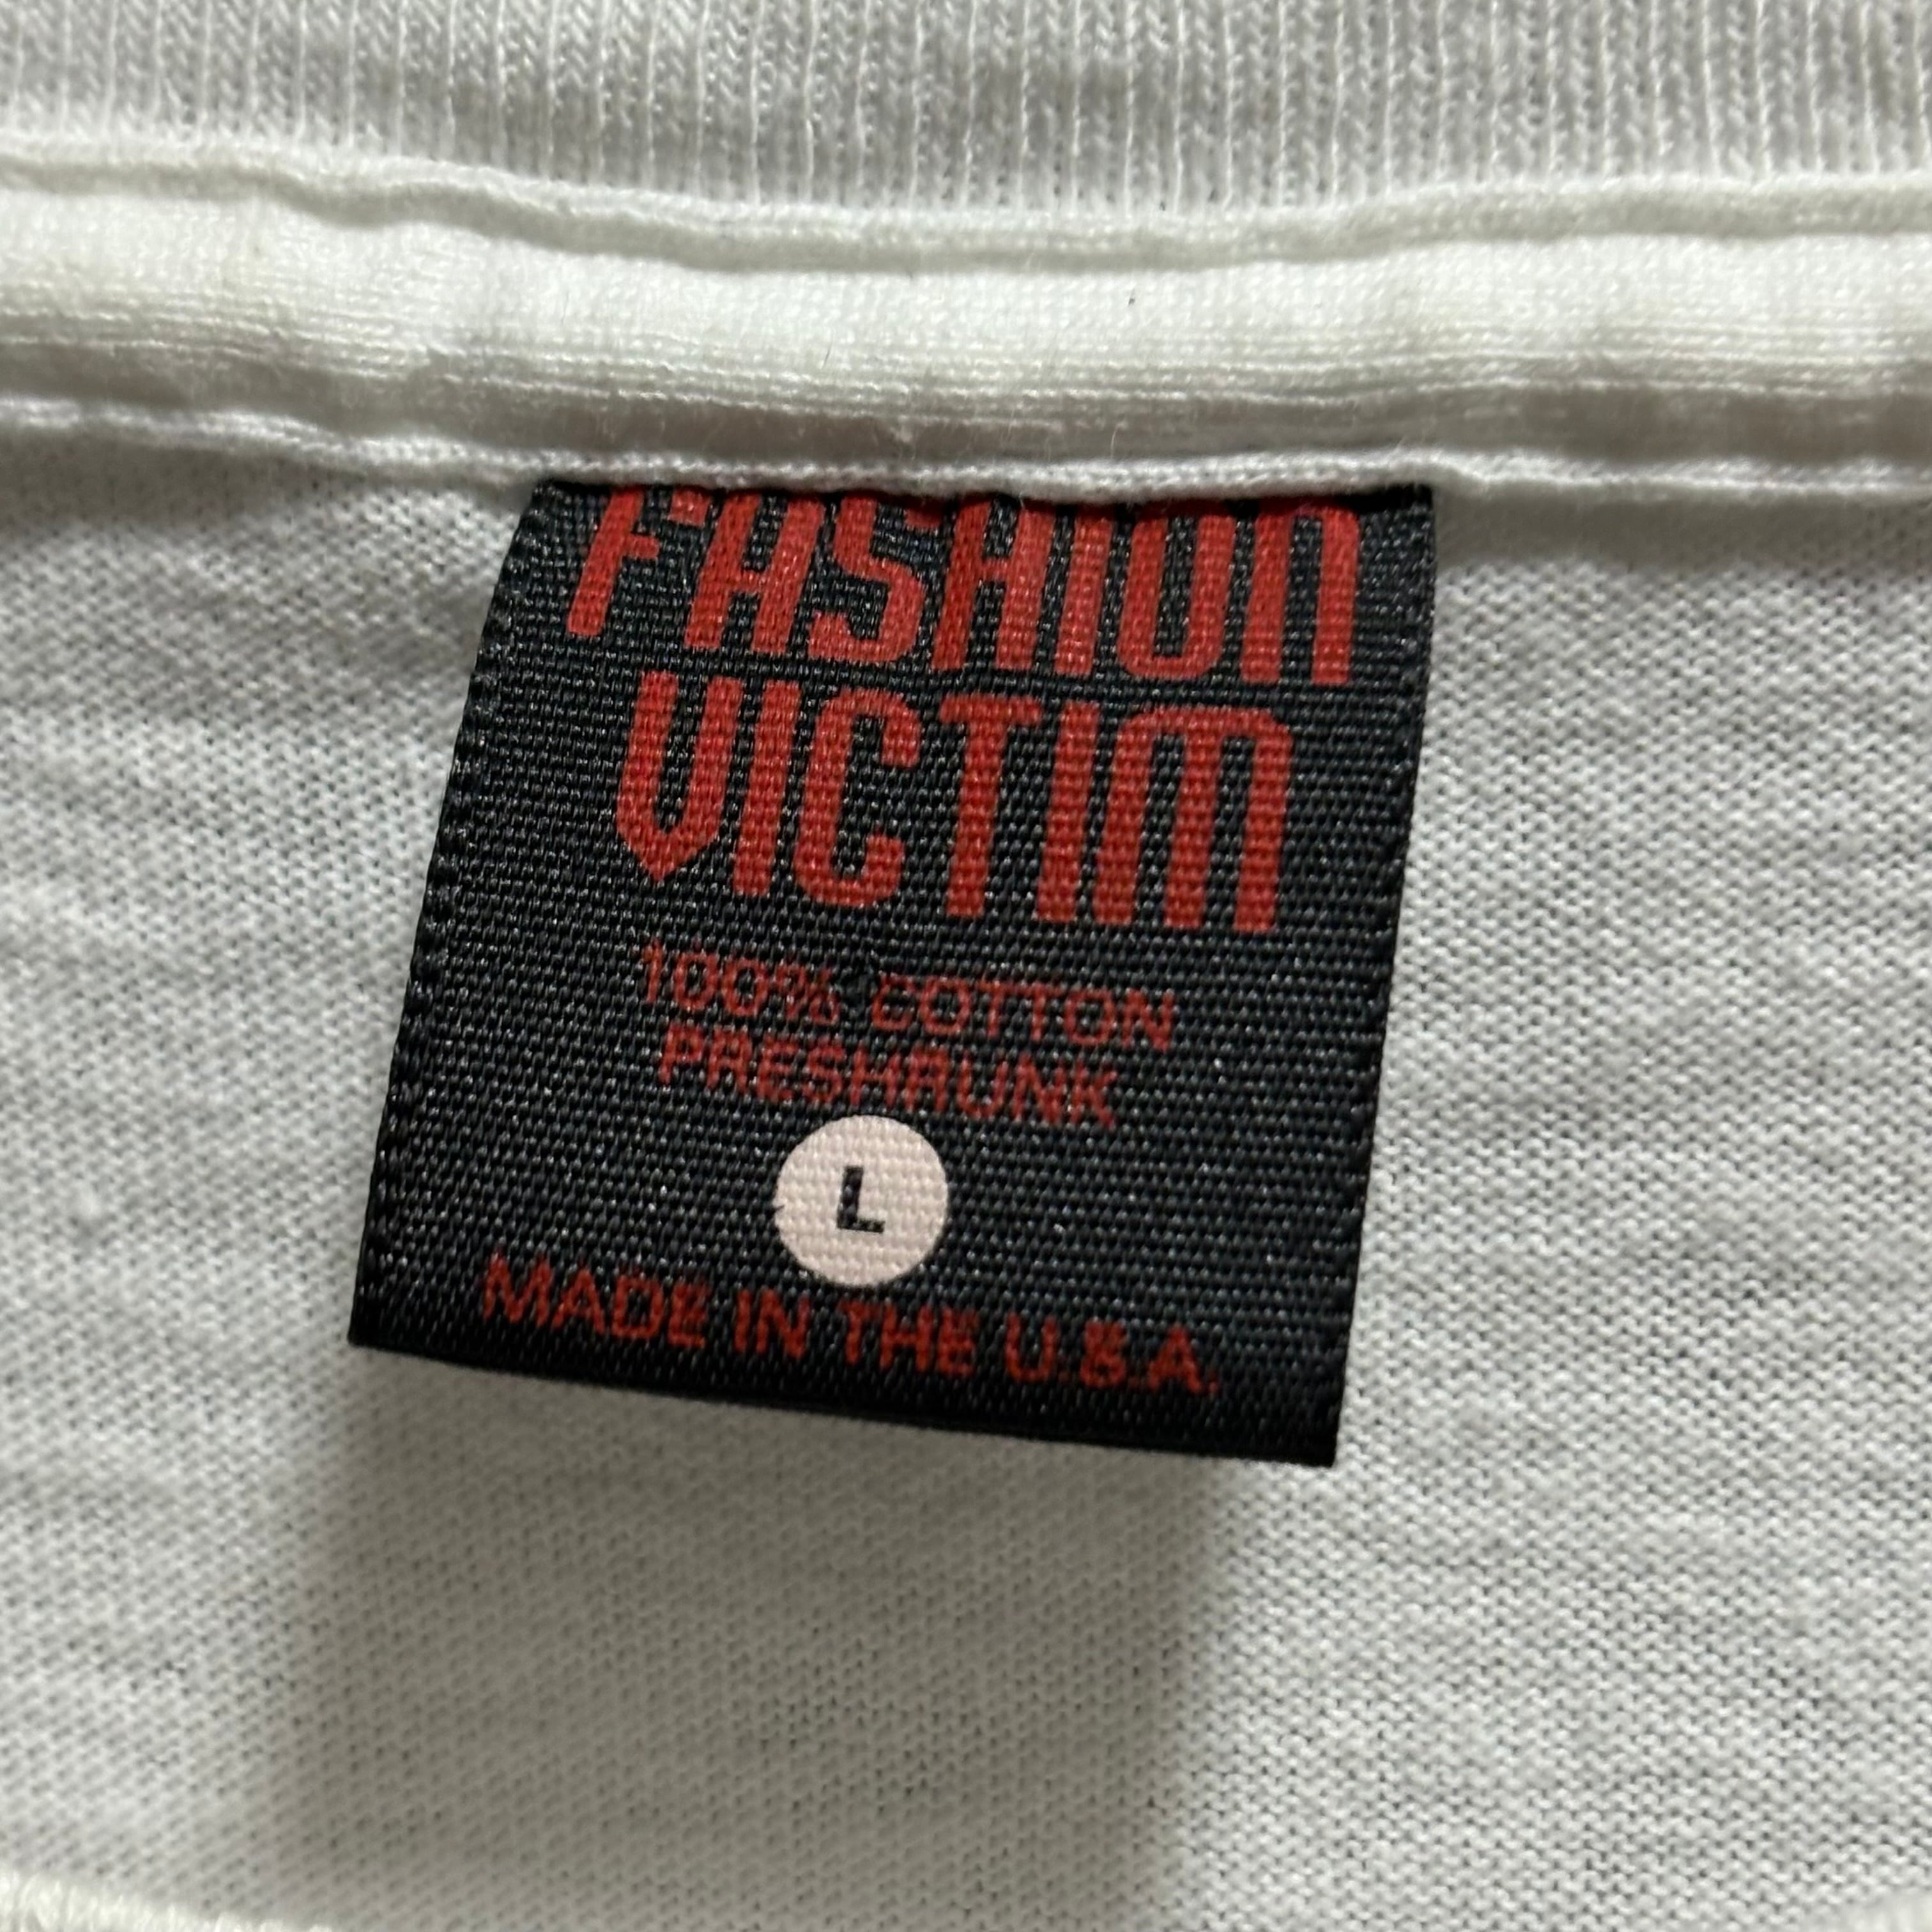 FASHION
VICTIM
100% COTTON
PRESHRUNK
L
MADE IN THE U.S.A.